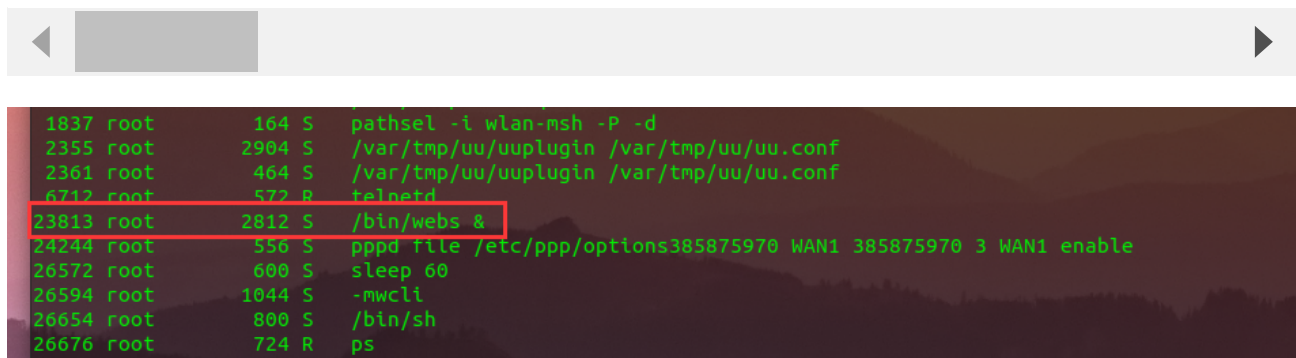 1837 root 164 S pathsel -i wlan-msh -P -d
2355 root 2904 S /var/tmp/uu/uuplugin /var/tmp/uu/uu.conf
2361 root 464 S /var/tmp/uu/uuplugin /var/tmp/uu/uu.conf
6712 root 572 R telnetd
23813 root 2812 S /bin/webs &
24244 root 556 S pppd file /etc/ppp/options385875970 WAN1 385875970 3 WAN1 enable
26572 root 600 S sleep 60
26594 root 1044 S -mwcli
26654 root 800 S /bin/sh
26676 root 724 R ps